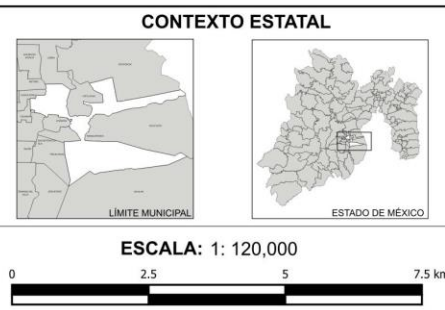 CONTEXTO ESTATAL
LÍMITE MUNICIPAL
ESTADO DE MÉXICO
ESCALA: 1: 120,000
0 2.5 5 7.5 km